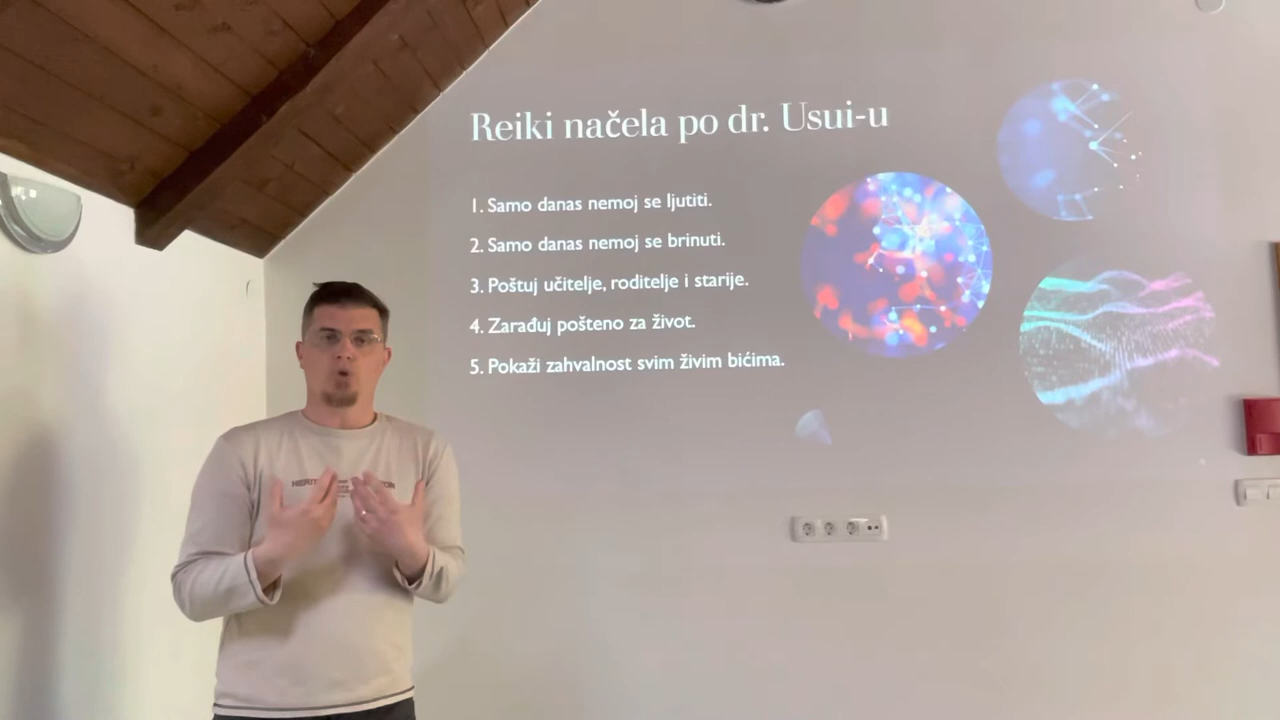 Reiki načela po dr. Usui-u
1. Samo danas nemoj se ljutiti.
2. Samo danas nemoj se brinuti.
3. Poštuj učitelje, roditelje i starije.
4. Zarađuj pošteno za život.
5. Pokaži zahvalnost svim živim bićima.